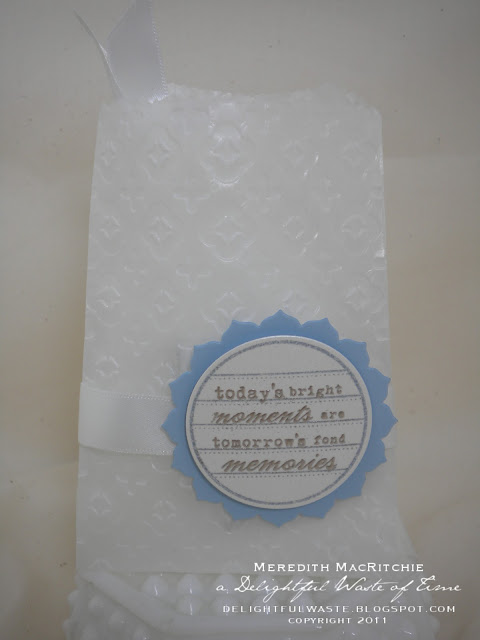 today's bright
moments are
tomorrow's fond
memories
Meredith MacRitchie
a Delightful Waste of Time
delightfulwaste.blogspot.com
copyright 2011